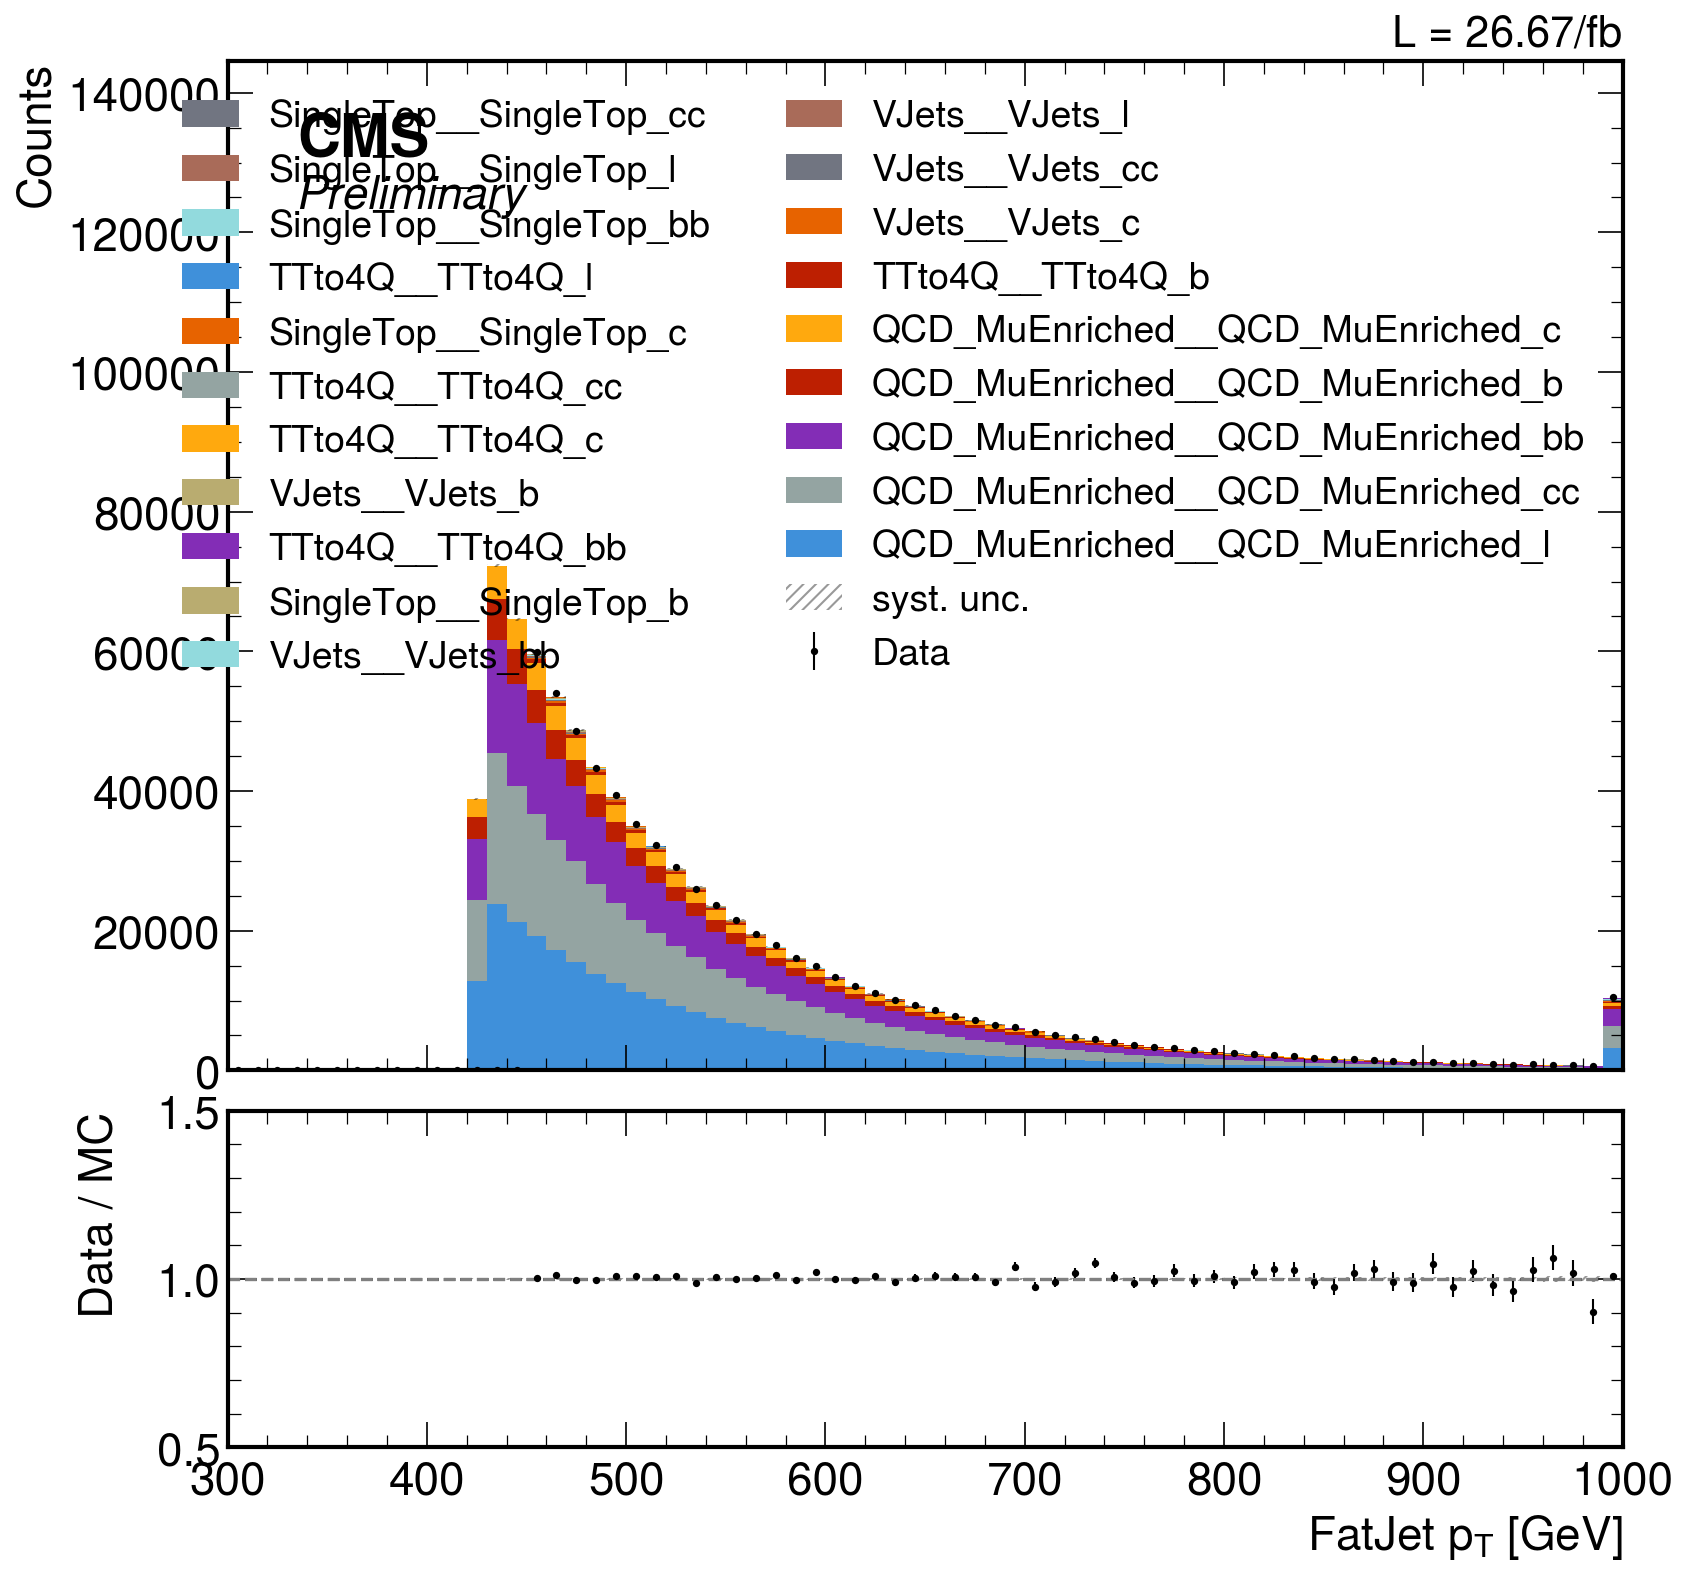 L = 26.67/fb
Counts
140000
120000
100000
80000
60000
40000
20000
0
CMS
Preliminary
SingleTop__SingleTop_cc
SingleTop__SingleTop_l
SingleTop__SingleTop_bb
TTto4Q__TTto4Q_l
SingleTop__SingleTop_c
TTto4Q__TTto4Q_cc
TTto4Q__TTto4Q_c
VJets__VJets_b
TTto4Q__TTto4Q_bb
SingleTop__SingleTop_b
VJets__VJets_bb
VJets__VJets_l
VJets__VJets_cc
VJets__VJets_c
TTto4Q__TTto4Q_b
QCD_MuEnriched__QCD_MuEnriched_c
QCD_MuEnriched__QCD_MuEnriched_b
QCD_MuEnriched__QCD_MuEnriched_bb
QCD_MuEnriched__QCD_MuEnriched_cc
QCD_MuEnriched__QCD_MuEnriched_l
syst. unc.
Data
Data / MC
1.5
1.0
0.5
300 400 500 600 700 800 900 1000
FatJet p_T [GeV]